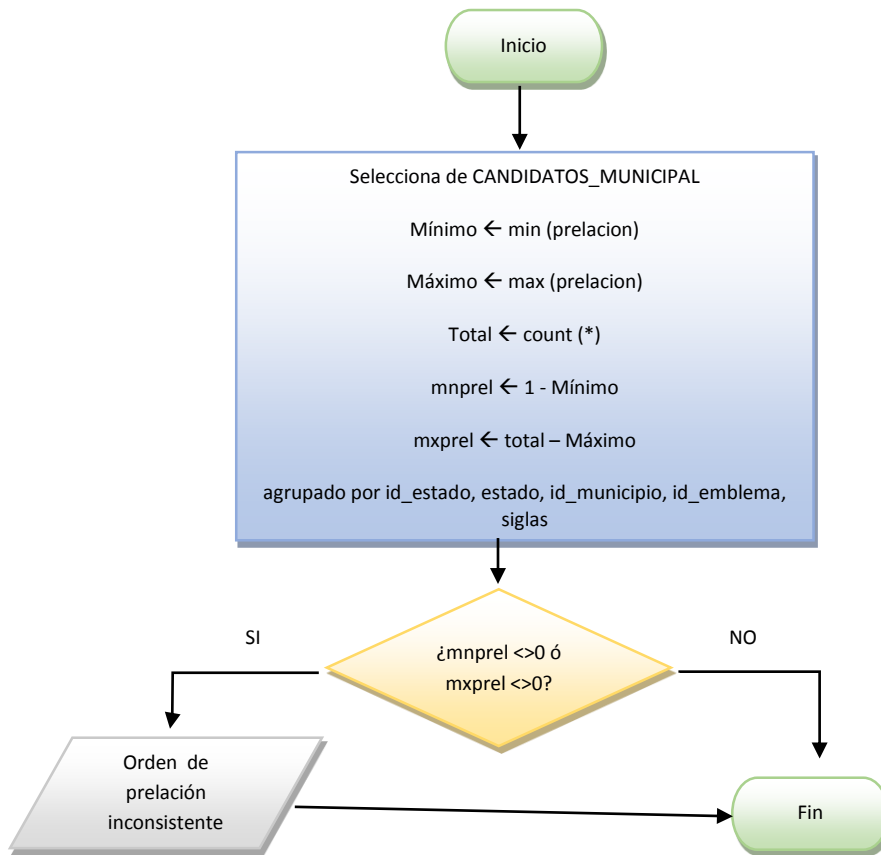 Inicio
Selecciona de CANDIDATOS_MUNICIPAL
Mínimo ← min (prelacion)
Máximo ← max (prelacion)
Total ← count (*)
mnprel ← 1 - Mínimo
mxprel ← total – Máximo
agrupado por id_estado, estado, id_municipio, id_emblema,
siglas
SI
NO
¿mnprel <>0 ó
mxprel <>0?
Orden de
prelación
inconsistente
Fin